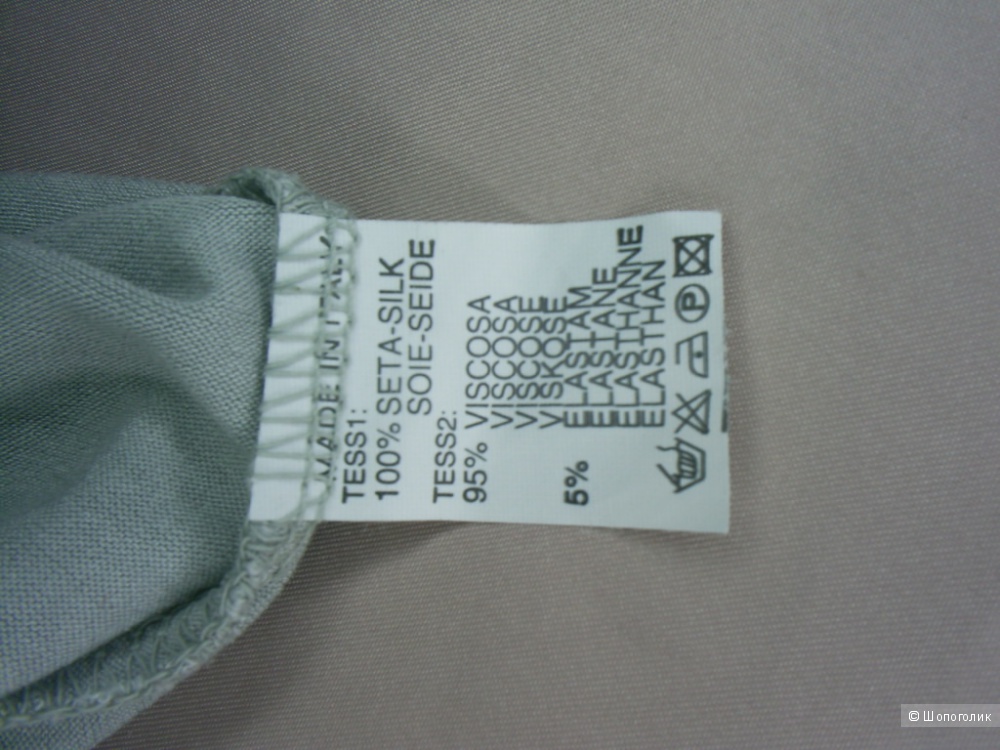 MADE IN ITALY
TESS1:
100% SETA-SILK
SOIE-SEIDE
TESS2:
95% VISCOSA
VISCOSA
VISCOSE
VISKOSE
5% ELASTAM
ELASTANE
ELASTHANNE
ELASTHAN
P
© Шопоголик